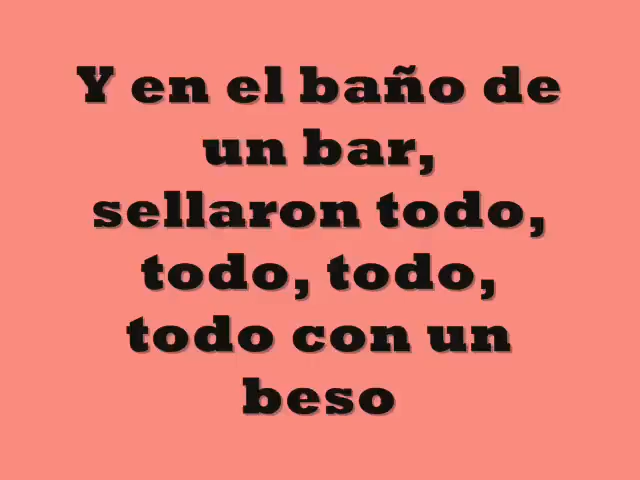 Y en el baño de
un bar,
sellaron todo,
todo, todo,
todo con un
beso